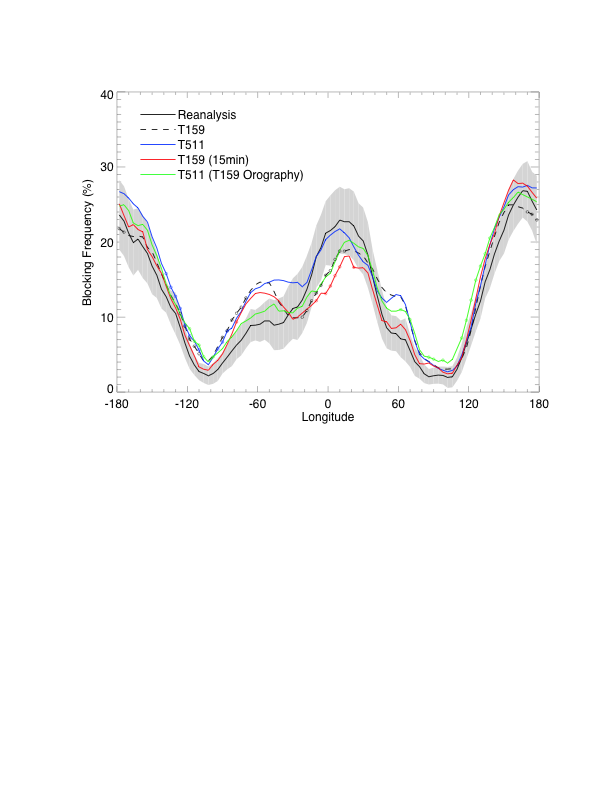 40
30
20
10
0
Blocking Frequency (%)
Reanalysis
T159
T511
T159 (15min)
T511 (T159 Orography)
-180 -120 -60 0 60 120 180
Longitude